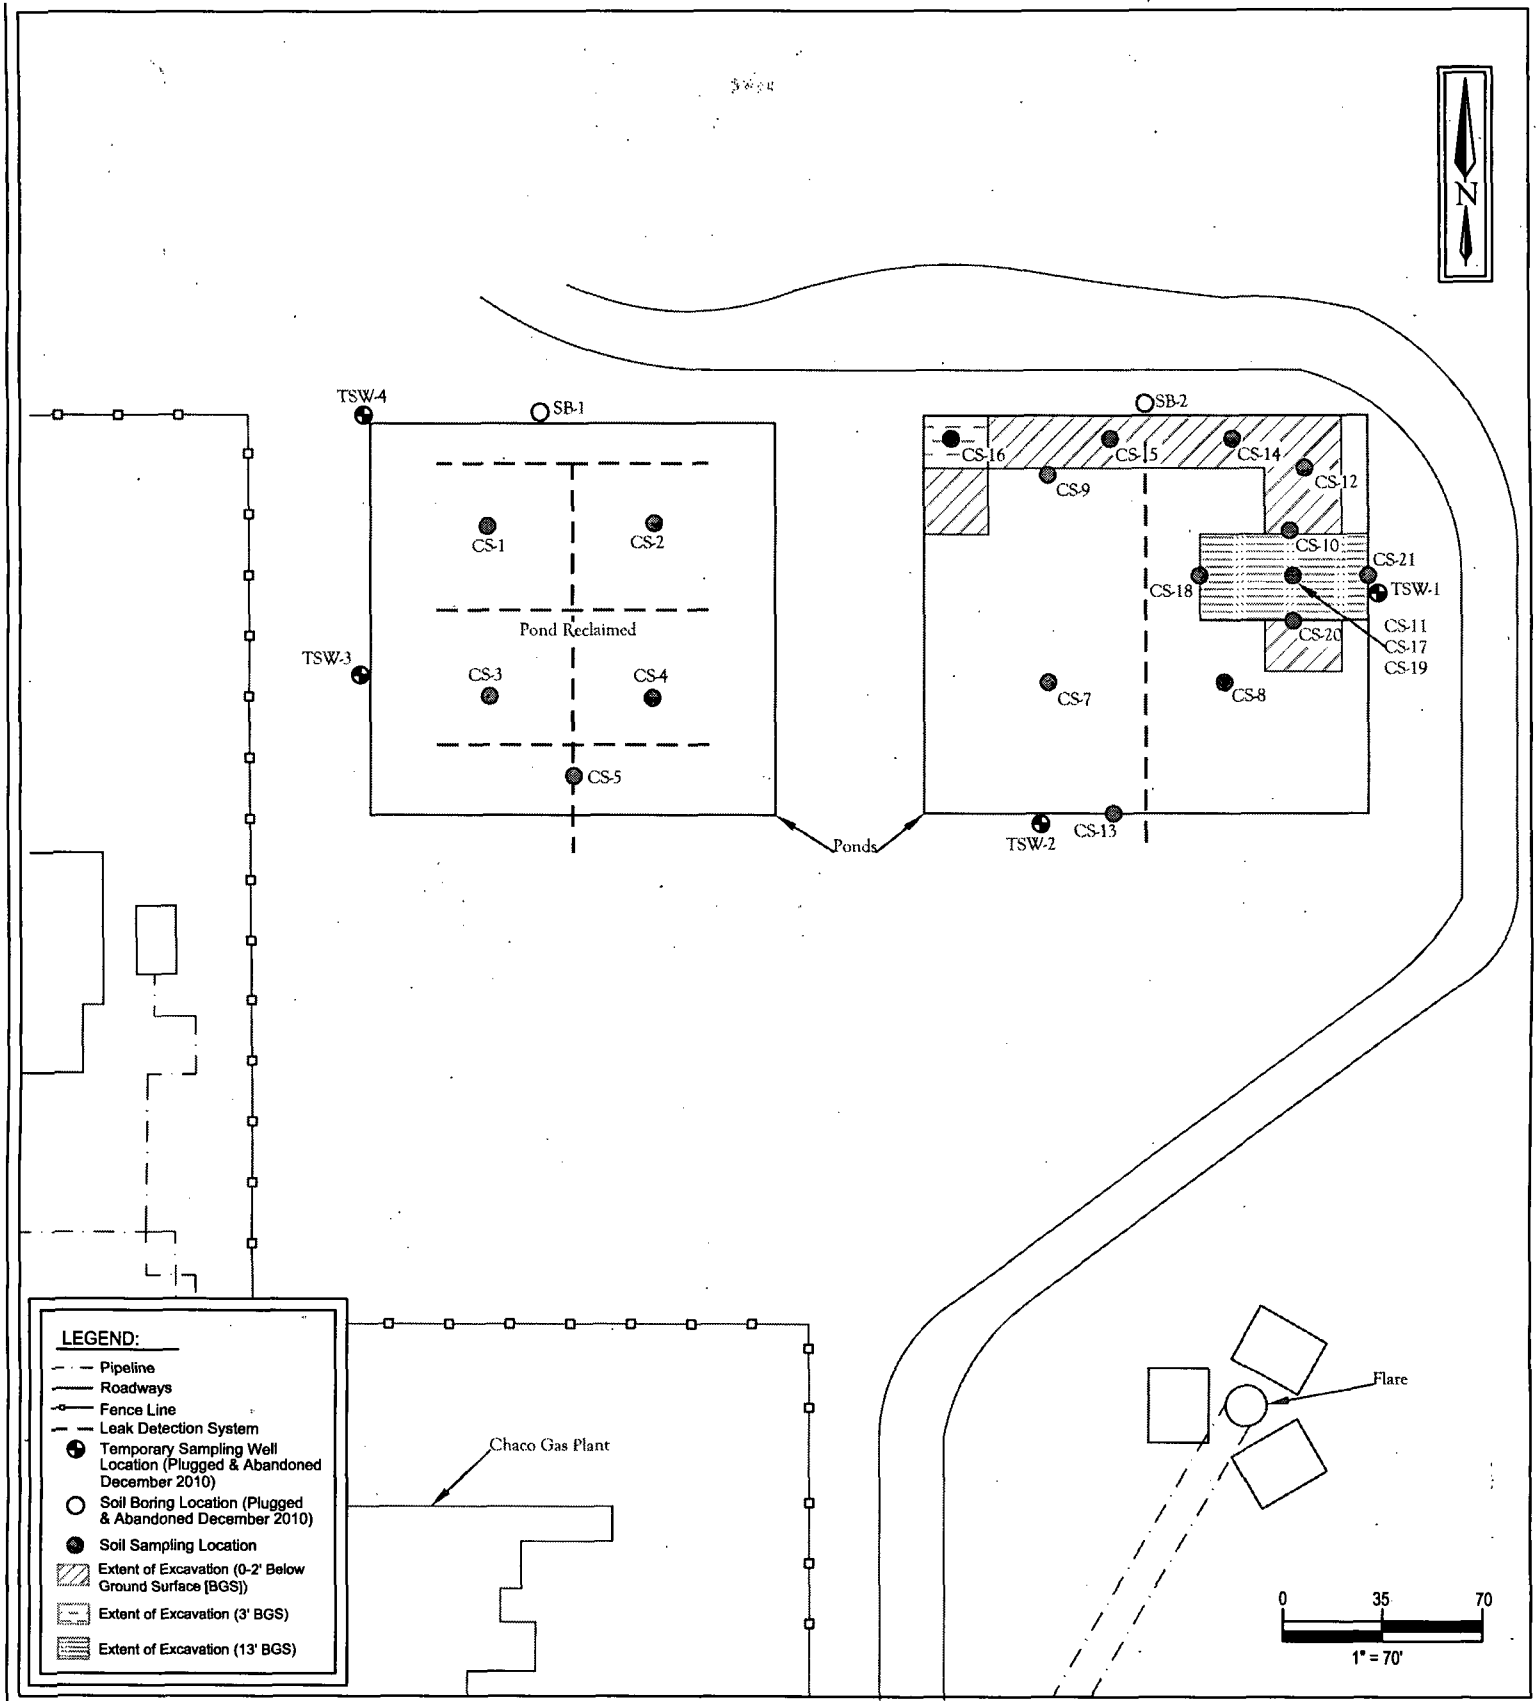 N
TSW-4
SB-1
SB-2
CS-16
CS-15
CS-14
CS-9
CS-12
CS-1
CS-2
CS-10
CS-21
CS-18
TSW-1
Pond Reclaimed
CS-20
CS-11
CS-17
CS-19
TSW-3
CS-3
CS-4
CS-7
CS-8
CS-5
Ponds
TSW-2
CS-13
LEGEND:
Pipeline
Roadways
Fence Line
Leak Detection System
Temporary Sampling Well
Location (Plugged & Abandoned
December 2010)
Soil Boring Location (Plugged
& Abandoned December 2010)
Soil Sampling Location
Extent of Excavation (0-2' Below
Ground Surface [BGS])
Extent of Excavation (3' BGS)
Extent of Excavation (13' BGS)
Chaco Gas Plant
Flare
0 35 70
1" = 70'